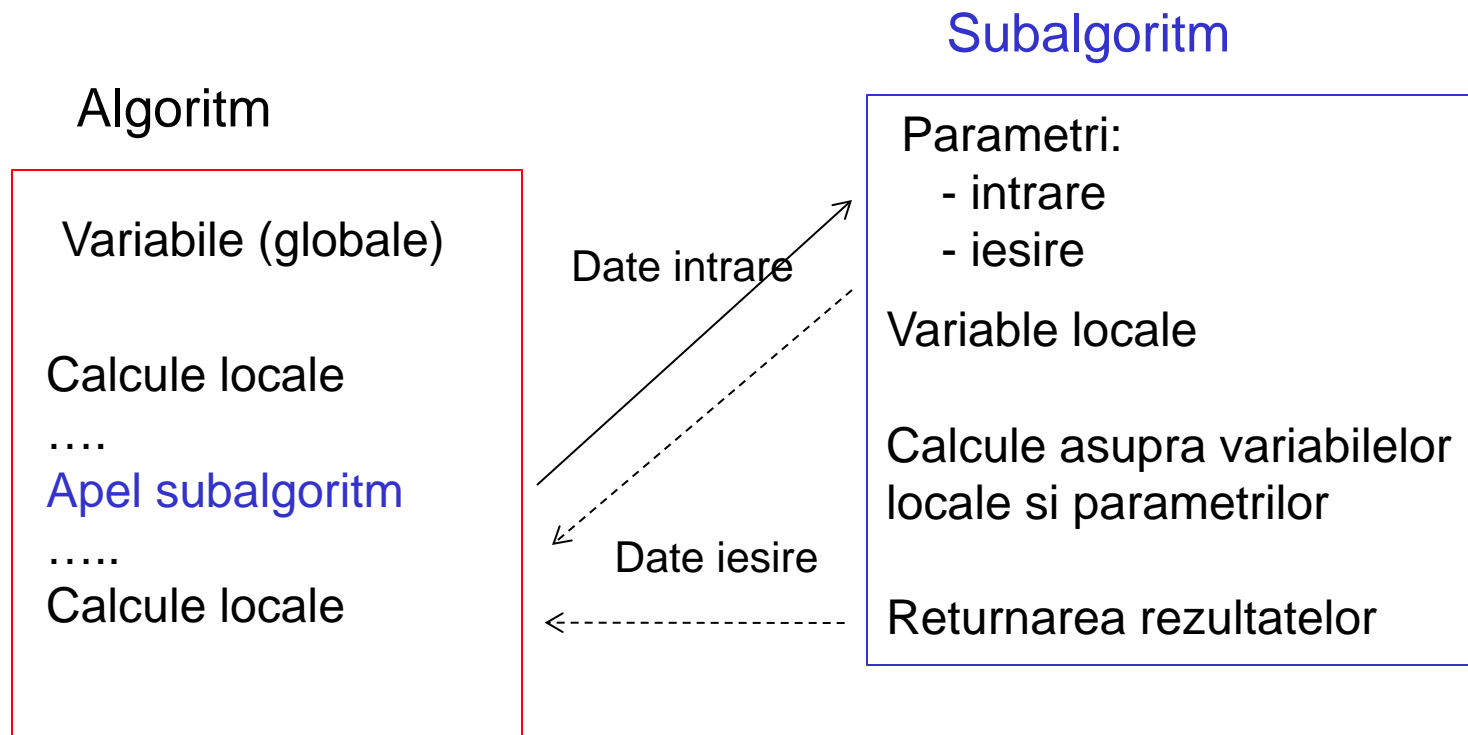 Subalgoritm
Algoritm
Variabile (globale)
Calcule locale
….
Apel subalgoritm
…..
Calcule locale
Date intrare
Date iesire
Parametri:
- intrare
- iesire
Variable locale
Calcule asupra variabilelor
locale si parametrilor
Returnarea rezultatelor